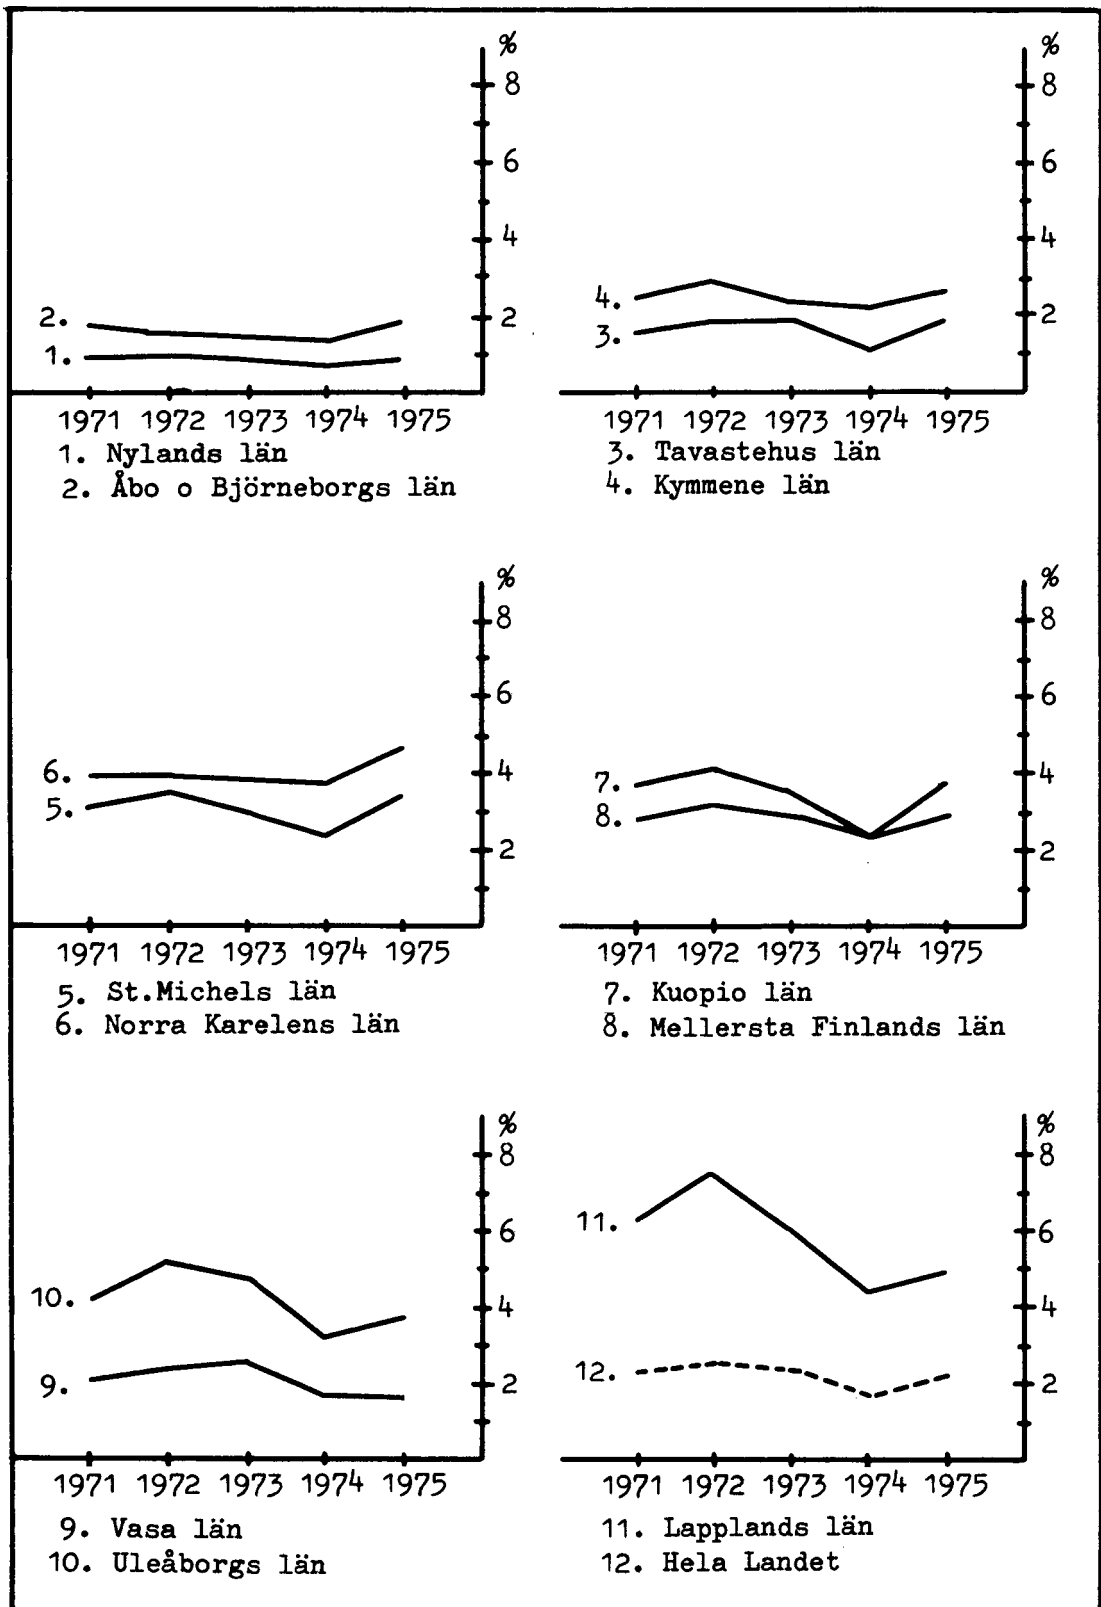 %
8
6
4
2
2.
1.
1971 1972 1973 1974 1975
1. Nylands län
2. Åbo o Björneborgs län
%
8
6
4
2
4.
3.
1971 1972 1973 1974 1975
3. Tavastehus län
4. Kymmene län
%
8
6
4
2
6.
5.
1971 1972 1973 1974 1975
5. St.Michels län
6. Norra Karelens län
%
8
6
4
2
7.
8.
1971 1972 1973 1974 1975
7. Kuopio län
8. Mellersta Finlands län
%
8
6
4
2
10.
9.
1971 1972 1973 1974 1975
9. Vasa län
10. Uleåborgs län
%
8
6
4
2
11.
12.
1971 1972 1973 1974 1975
11. Lapplands län
12. Hela Landet